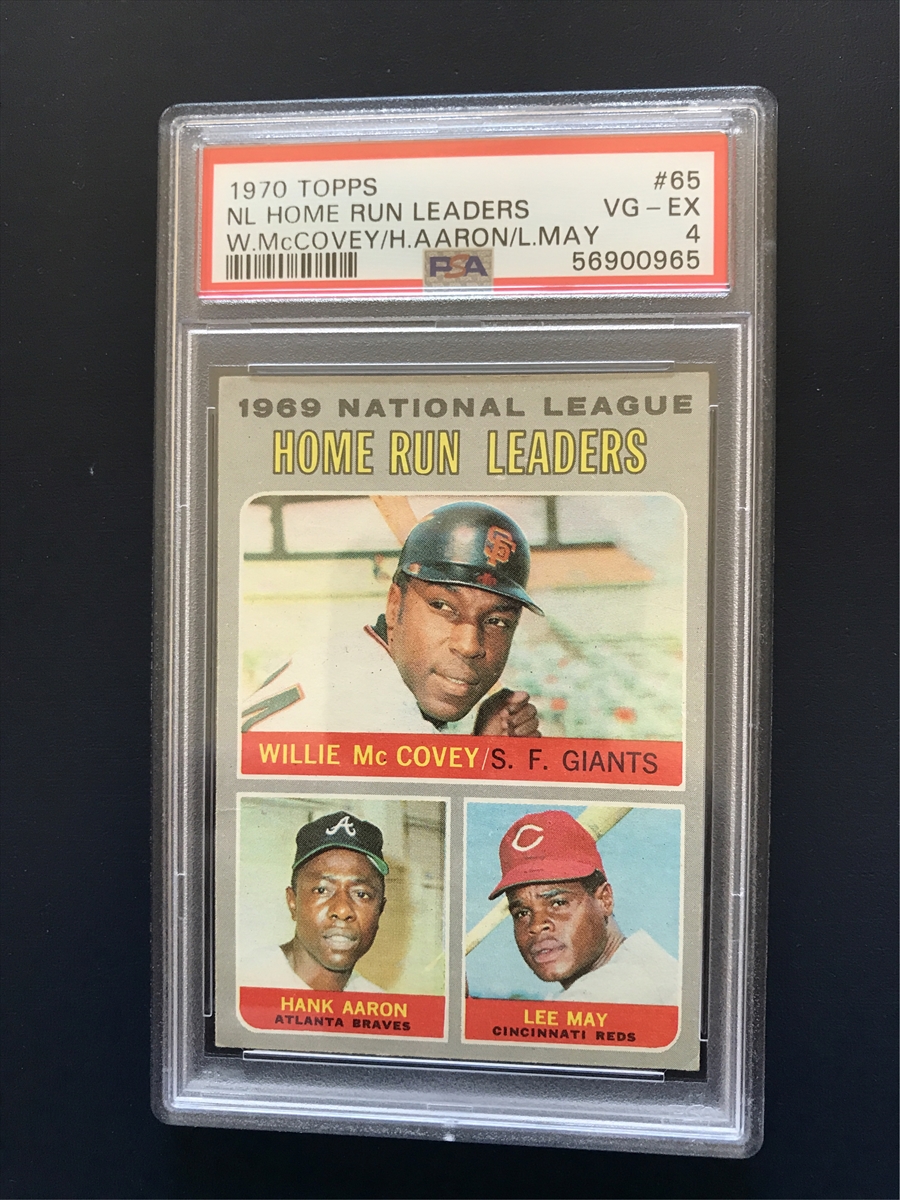 1970 TOPPS #65
NL HOME RUN LEADERS VG - EX
W.McCOVEY/H.AARON/L.MAY 4
PSA 56900965
1969 NATIONAL LEAGUE
HOME RUN LEADERS
SF
WILLIE Mc COVEY/S. F. GIANTS
A
C
HANK AARON
ATLANTA BRAVES
LEE MAY
CINCINNATI REDS